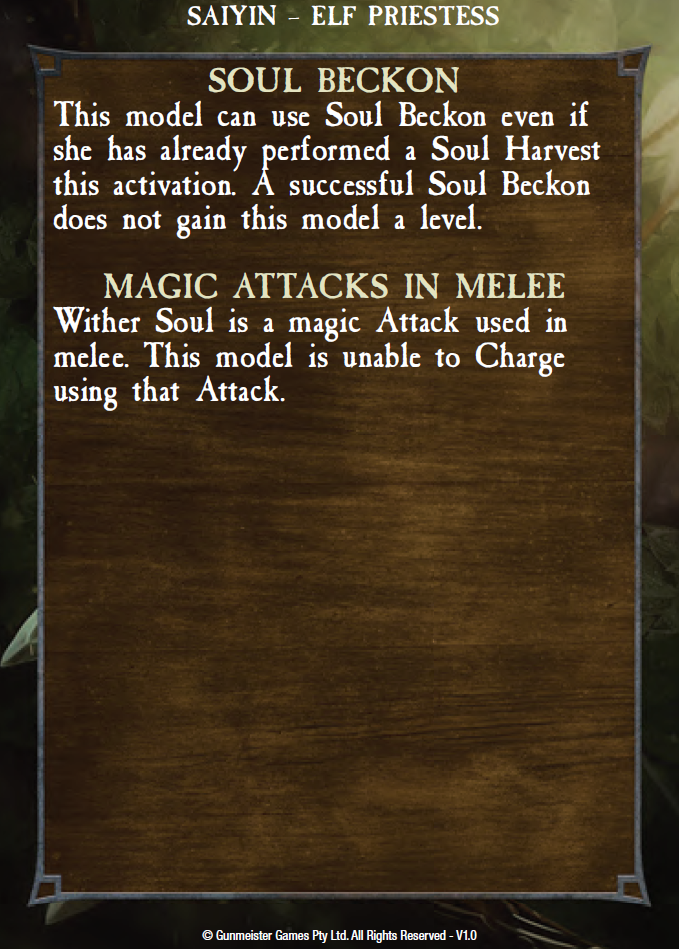 SAIYIN – ELF PRIESTESS
SOUL BECKON
This model can use Soul Beckon even if
she has already performed a Soul Harvest
this activation. A successful Soul Beckon
does not gain this model a level.
MAGIC ATTACKS IN MELEE
Wither Soul is a magic Attack used in
melee. This model is unable to Charge
using that Attack.
© Gunmeister Games Pty Ltd. All Rights Reserved - V1.0